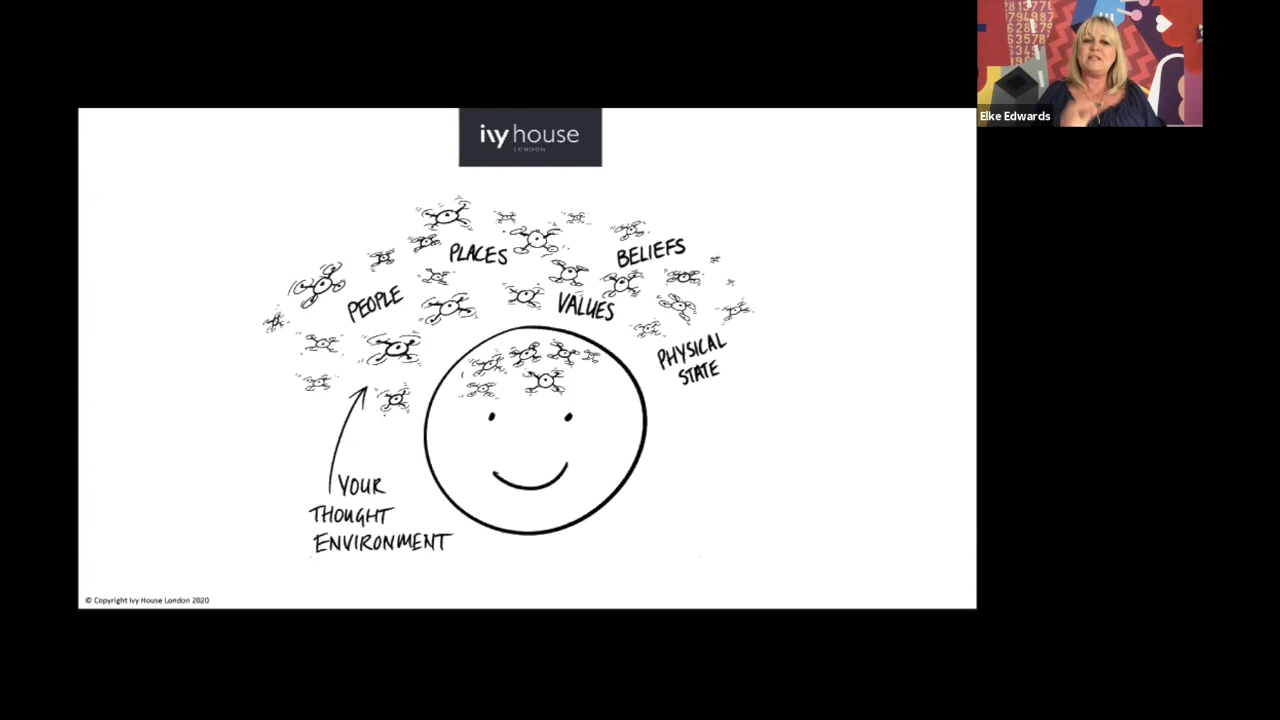 Elke Edwards
ivy house
LONDON
PLACES
BELIEFS
PEOPLE
VALUES
PHYSICAL
STATE
YOUR
THOUGHT
ENVIRONMENT
© Copyright Ivy House London 2020